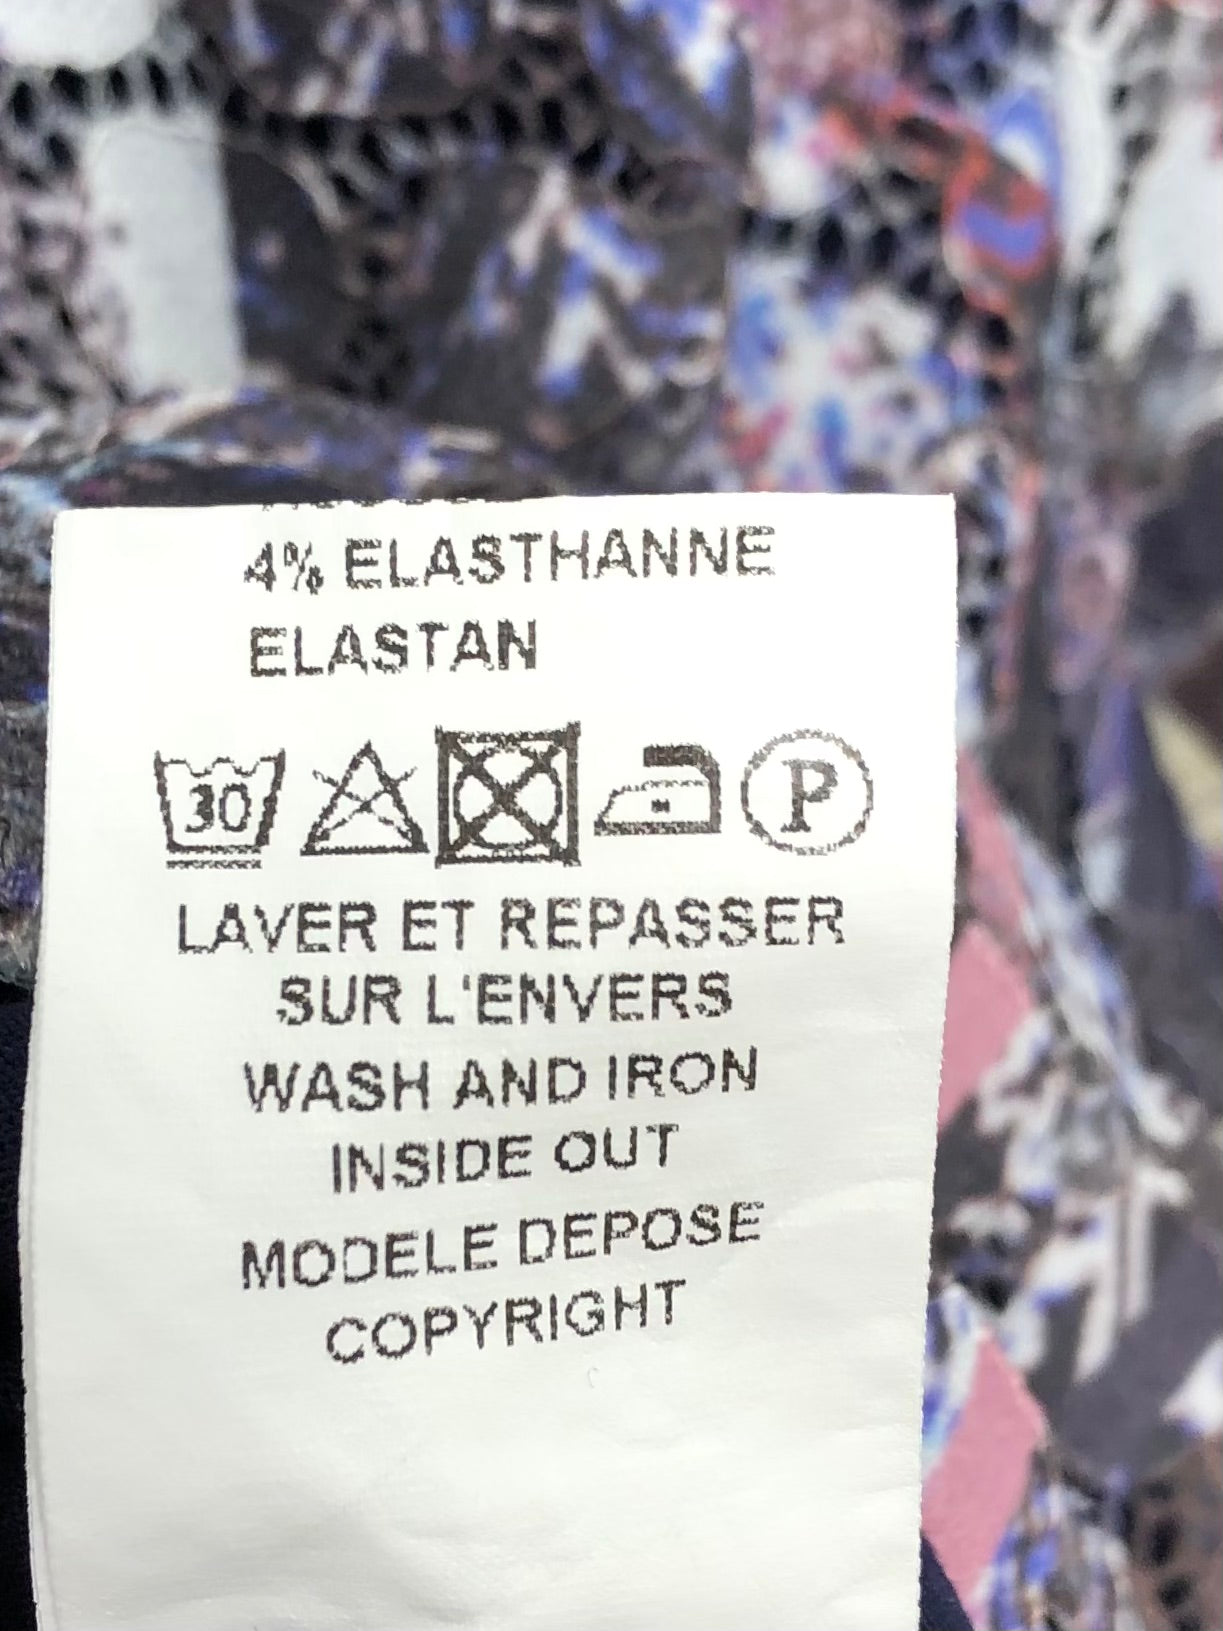 4% ELASTHANNE
ELASTAN
30 P
LAVER ET REPASSER
SUR L'ENVERS
WASH AND IRON
INSIDE OUT
MODELE DEPOSE
COPYRIGHT